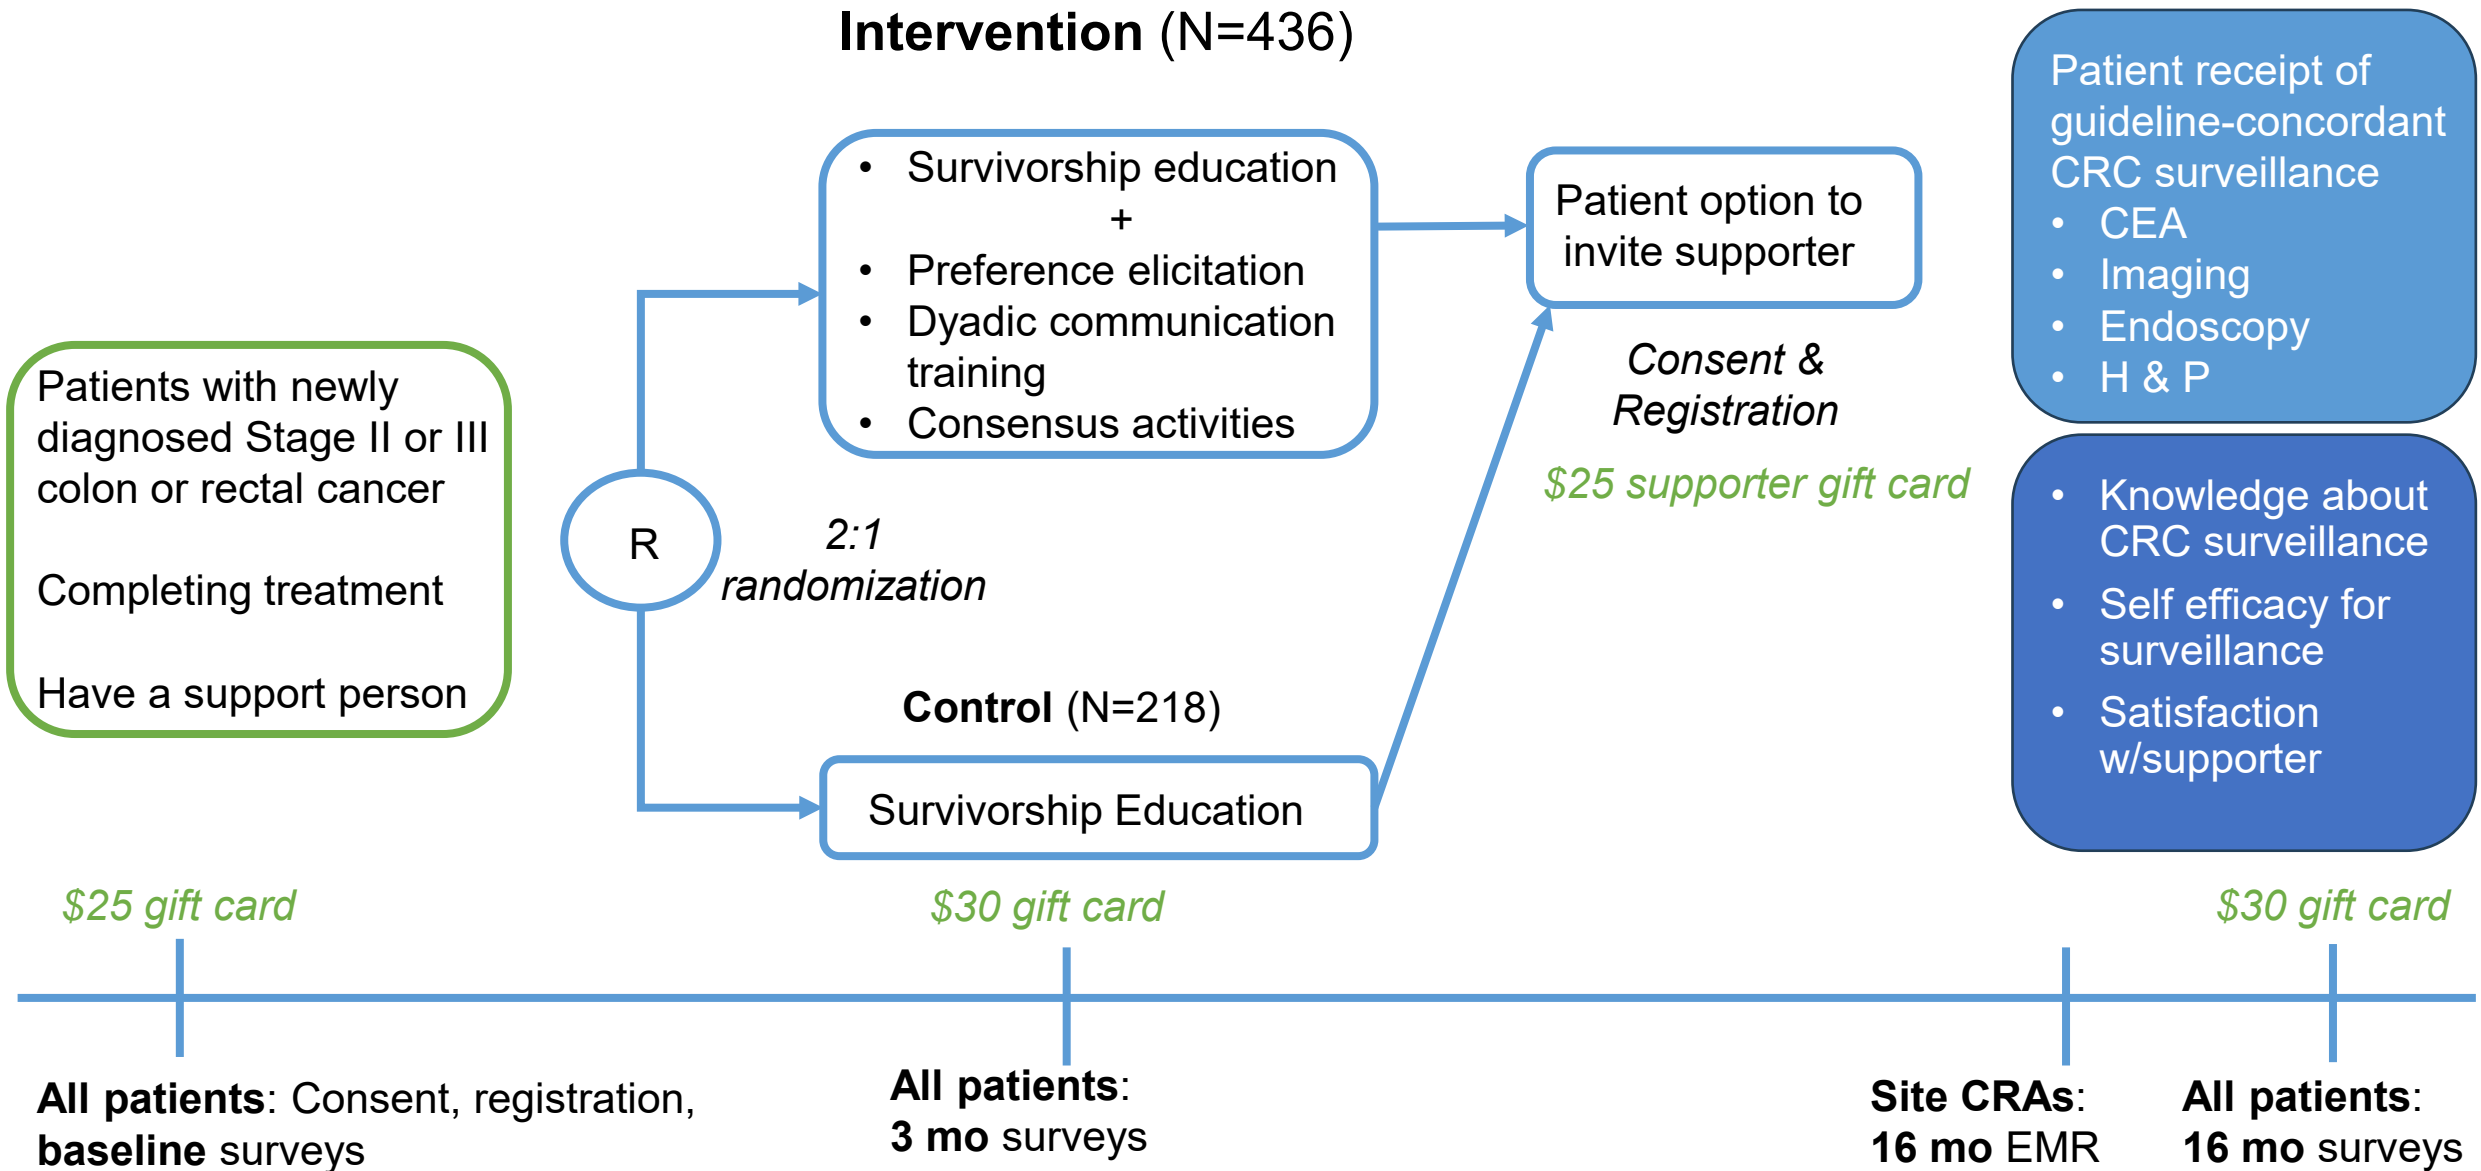 Intervention (N=436)
Patients with newly
diagnosed Stage II or III
colon or rectal cancer
Completing treatment
Have a support person
R
2:1
randomization
• Survivorship education
+
• Preference elicitation
• Dyadic communication
training
• Consensus activities
Control (N=218)
Survivorship Education
Patient option to
invite supporter
Consent &
Registration
$25 supporter gift card
Patient receipt of
guideline-concordant
CRC surveillance
• CEA
• Imaging
• Endoscopy
• H & P
• Knowledge about
CRC surveillance
• Self efficacy for
surveillance
• Satisfaction
w/supporter
$25 gift card
$30 gift card
$30 gift card
All patients: Consent, registration,
baseline surveys
All patients:
3 mo surveys
Site CRAs:
16 mo EMR
All patients:
16 mo surveys